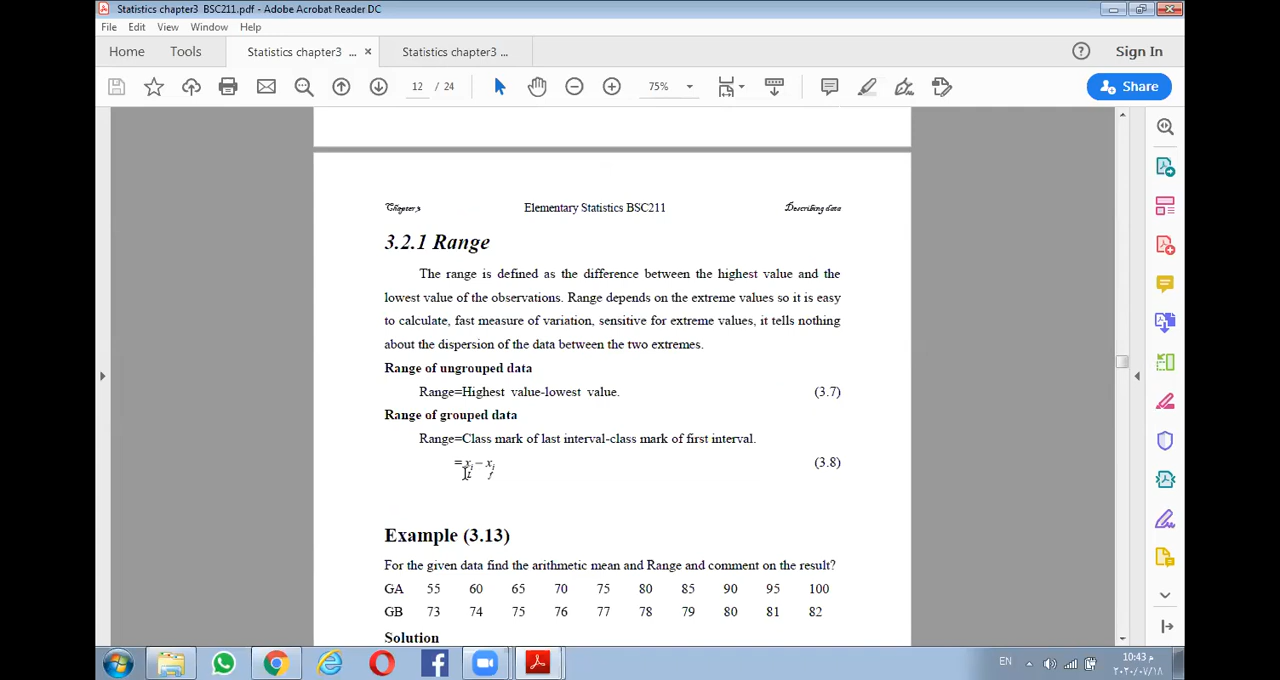 Statistics chapter3 BSC211.pdf - Adobe Acrobat Reader DC
File Edit View Window Help
Home Tools Statistics chapter3 ... × Statistics chapter3 ... Sign In
12 / 24 75% Share
Chapter 3 Elementary Statistics BSC211 Describing data
3.2.1 Range
The range is defined as the difference between the highest value and the
lowest value of the observations. Range depends on the extreme values so it is easy
to calculate, fast measure of variation, sensitive for extreme values, it tells nothing
about the dispersion of the data between the two extremes.
Range of ungrouped data
Range=Highest value-lowest value. (3.7)
Range of grouped data
Range=Class mark of last interval-class mark of first interval.
= x_i_L − x_i_f (3.8)
Example (3.13)
For the given data find the arithmetic mean and Range and comment on the result?
GA 55 60 65 70 75 80 85 90 95 100
GB 73 74 75 76 77 78 79 80 81 82
Solution
EN 10:43 م
٢٠٢٠/٠٧/١٨